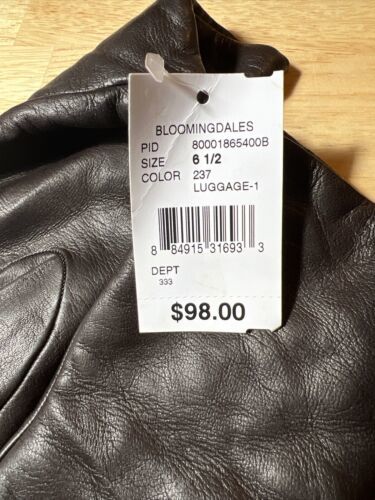 BLOOMINGDALES
PID 80001865400B
SIZE 6 1/2
COLOR 237
LUGGAGE-1
8 84915 31693 3
DEPT
333
$98.00